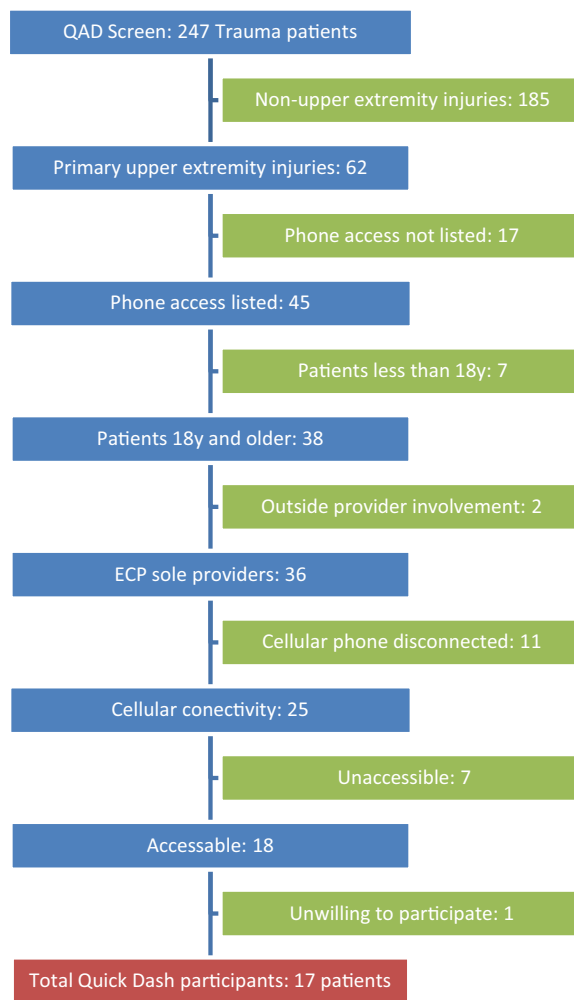 QAD Screen: 247 Trauma patients
Non-upper extremity injuries: 185
Primary upper extremity injuries: 62
Phone access not listed: 17
Phone access listed: 45
Patients less than 18y: 7
Patients 18y and older: 38
Outside provider involvement: 2
ECP sole providers: 36
Cellular phone disconnected: 11
Cellular conectivity: 25
Unaccessible: 7
Accessable: 18
Unwilling to participate: 1
Total Quick Dash participants: 17 patients